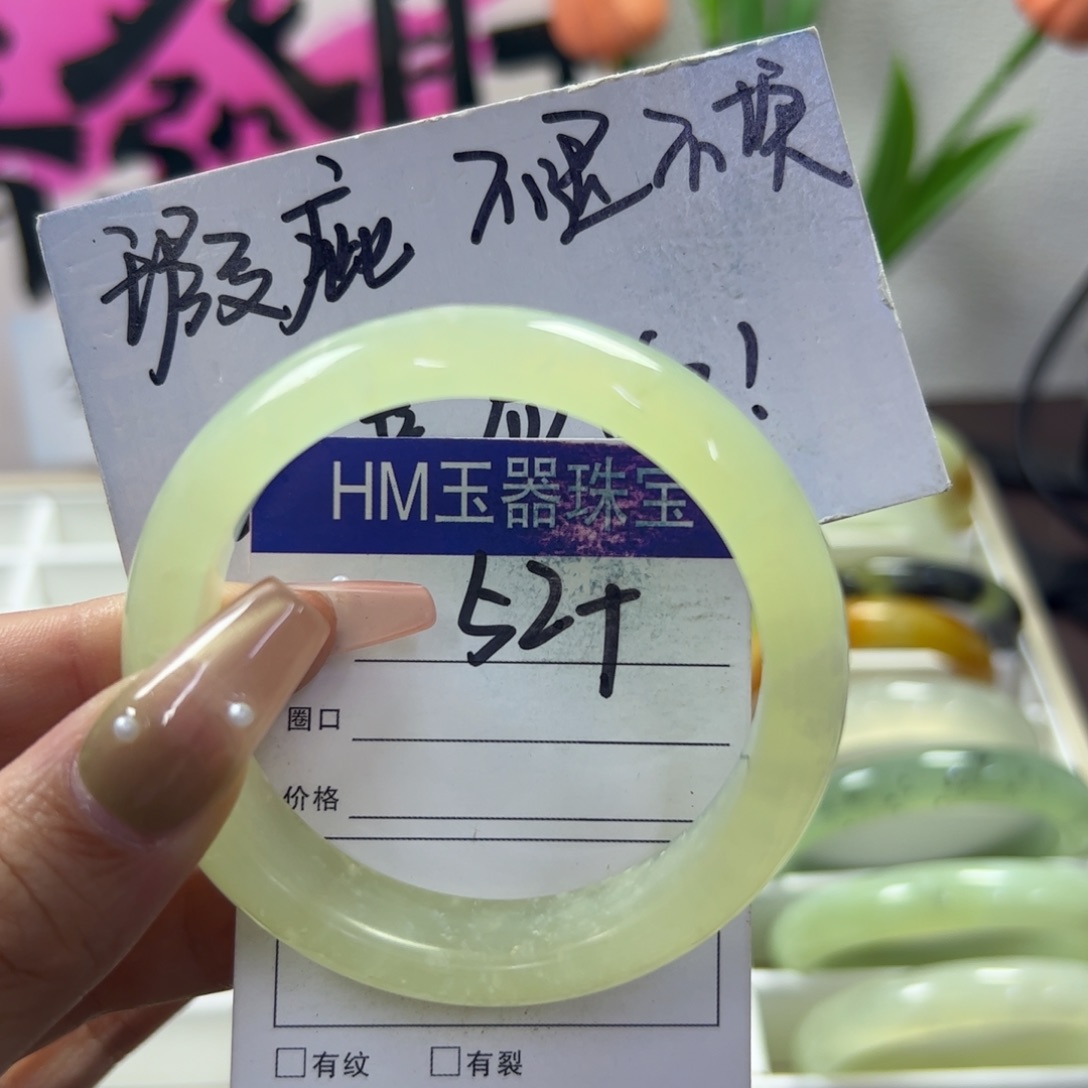 瑕疵 不退不换
!
HM玉器珠宝
52+
圈口
价格
□有纹 □有裂